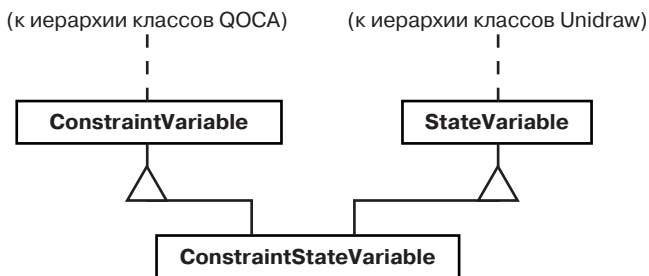 (к иерархии классов QOCA) (к иерархии классов Unidraw)
ConstraintVariable StateVariable
ConstraintStateVariable